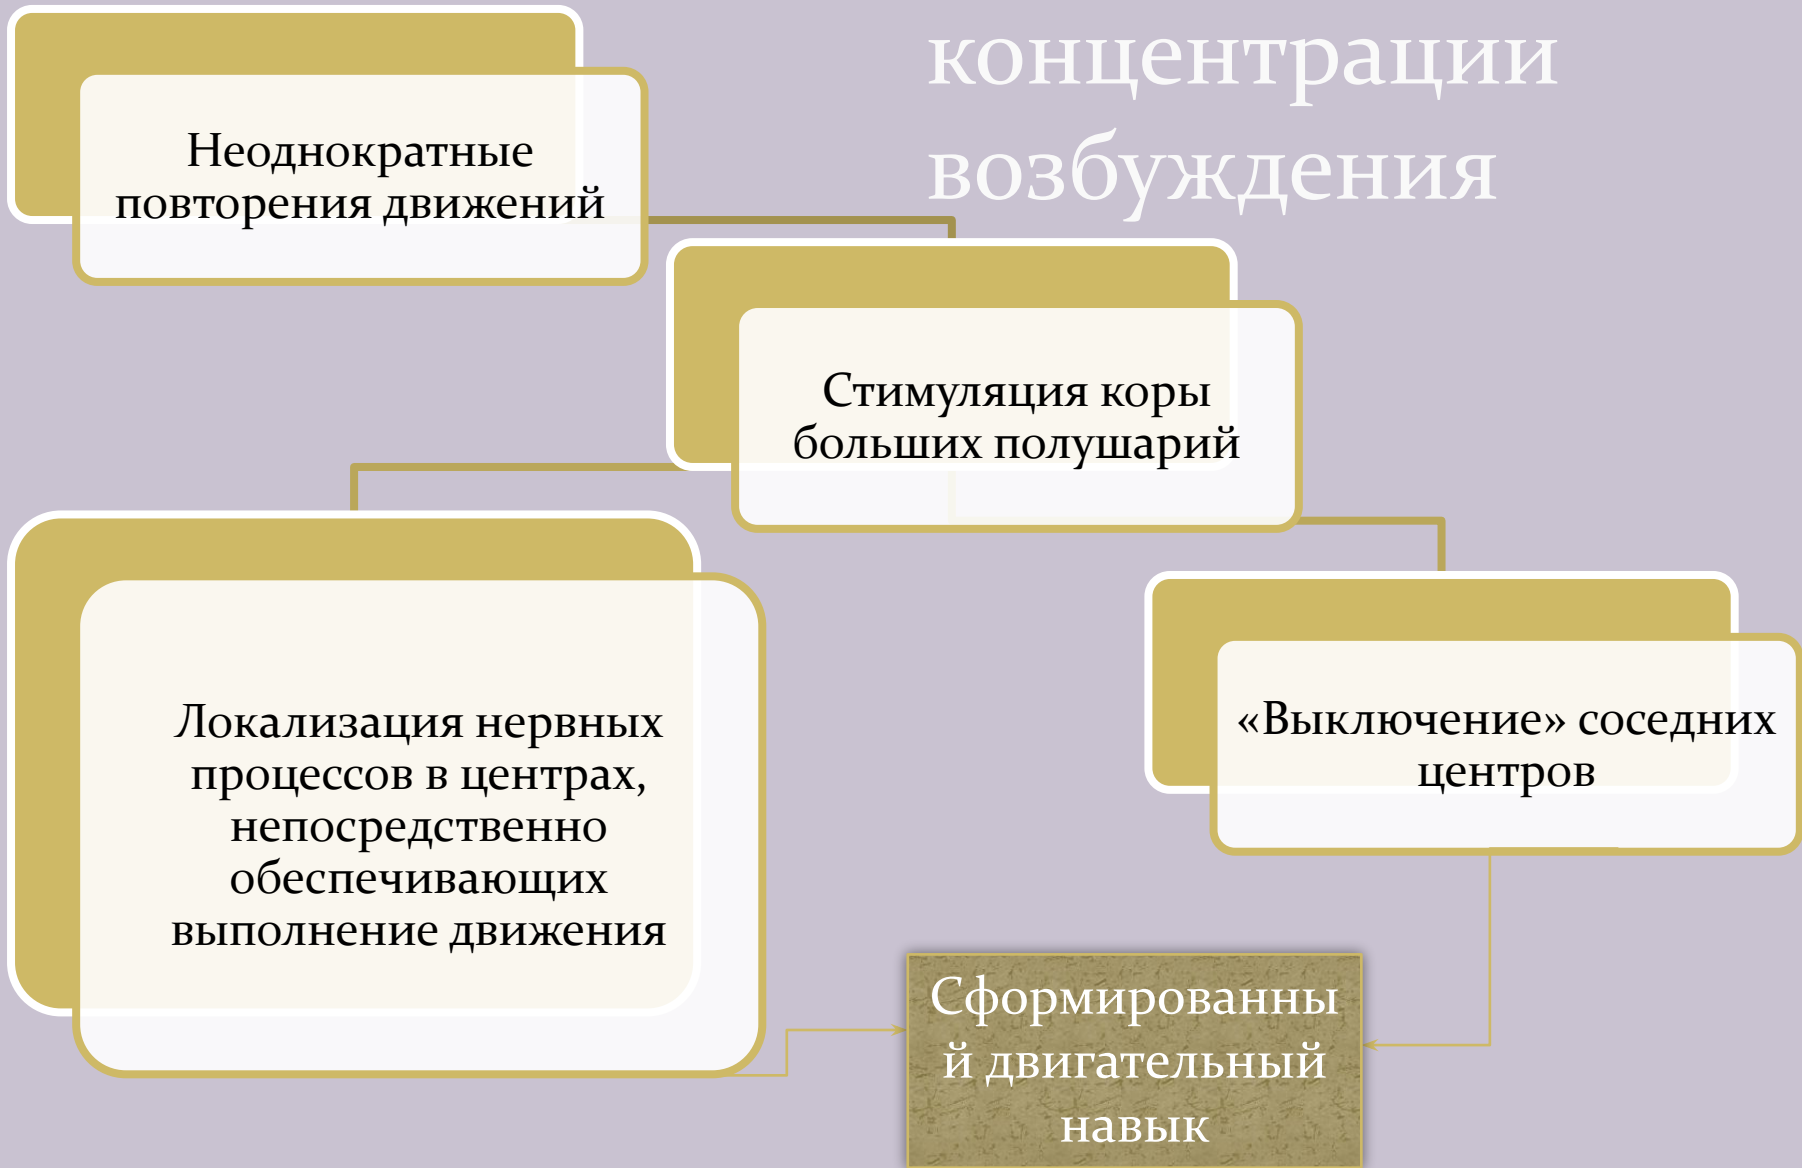 концентрации
возбуждения
Неоднократные
повторения движений
Стимуляция коры
больших полушарий
Локализация нервных
процессов в центрах,
непосредственно
обеспечивающих
выполнение движения
«Выключение» соседних
центров
Сформированны
й двигательный
навык